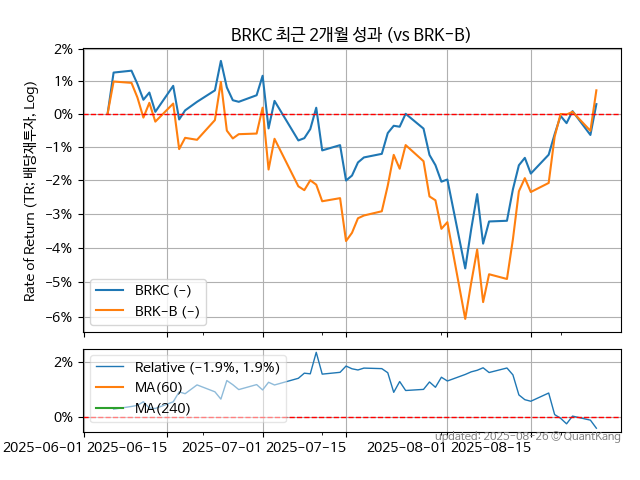 BRKC 최근 2개월 성과 (vs BRK-B)
2%
1%
0%
-1%
-2%
-3%
-4%
-5%
-6%
Rate of Return (TR: 배당재투자, Log)
BRKC (-)
BRK-B (-)
2%
0%
Relative (-1.9%, 1.9%)
MA(60)
MA(240)
updated: 2025-08-26 © QuantKang
2025-06-01 2025-06-15 2025-07-01 2025-07-15 2025-08-01 2025-08-15